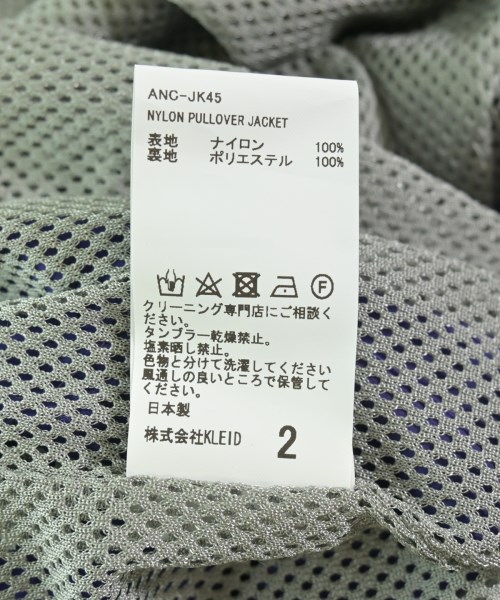 ANC-JK45
NYLON PULLOVER JACKET
表地 ナイロン 100%
裏地 ポリエステル 100%
F
クリーニング専門店にご相談く
ださい。
タンブラー乾燥禁止。
塩素晒し禁止。
色物と分けて洗濯してください
風通しの良いところで保管して
ください。
日本製
株式会社KLEID 2